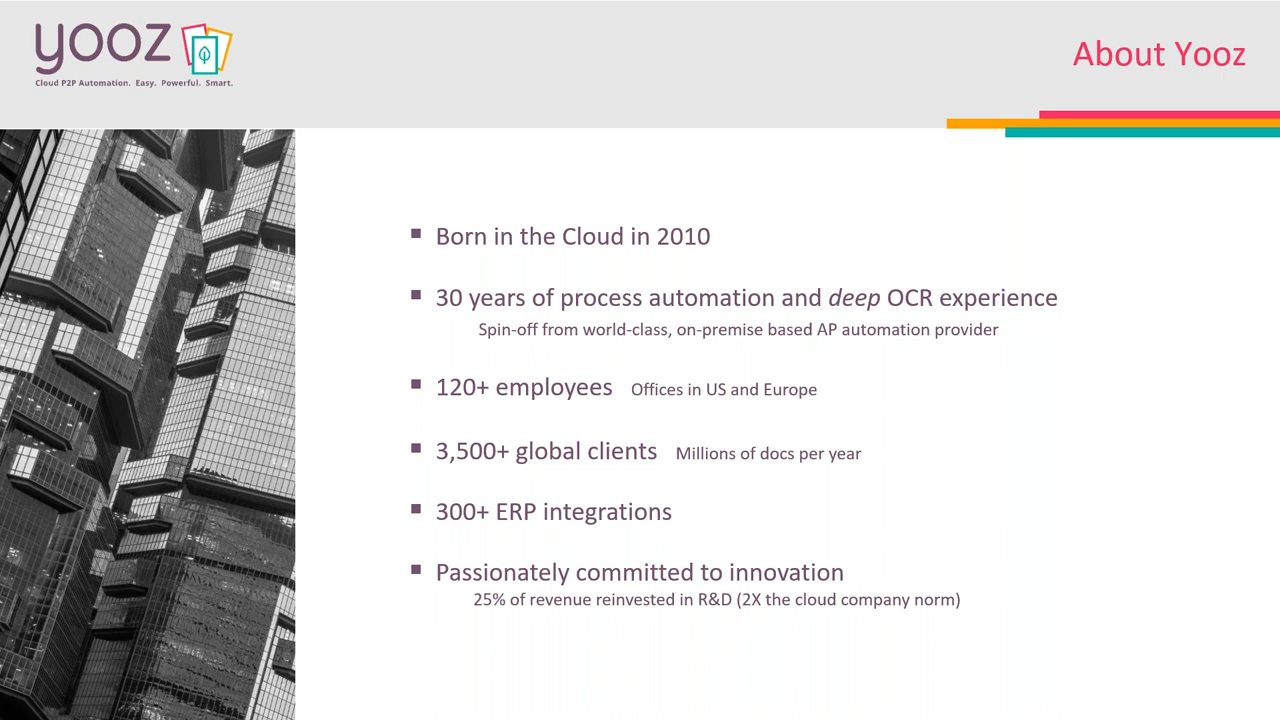 yooz
Cloud P2P Automation. Easy. Powerful. Smart.
About Yooz
▪ Born in the Cloud in 2010
▪ 30 years of process automation and deep OCR experience
Spin-off from world-class, on-premise based AP automation provider
▪ 120+ employees Offices in US and Europe
▪ 3,500+ global clients Millions of docs per year
▪ 300+ ERP integrations
▪ Passionately committed to innovation
25% of revenue reinvested in R&D (2X the cloud company norm)